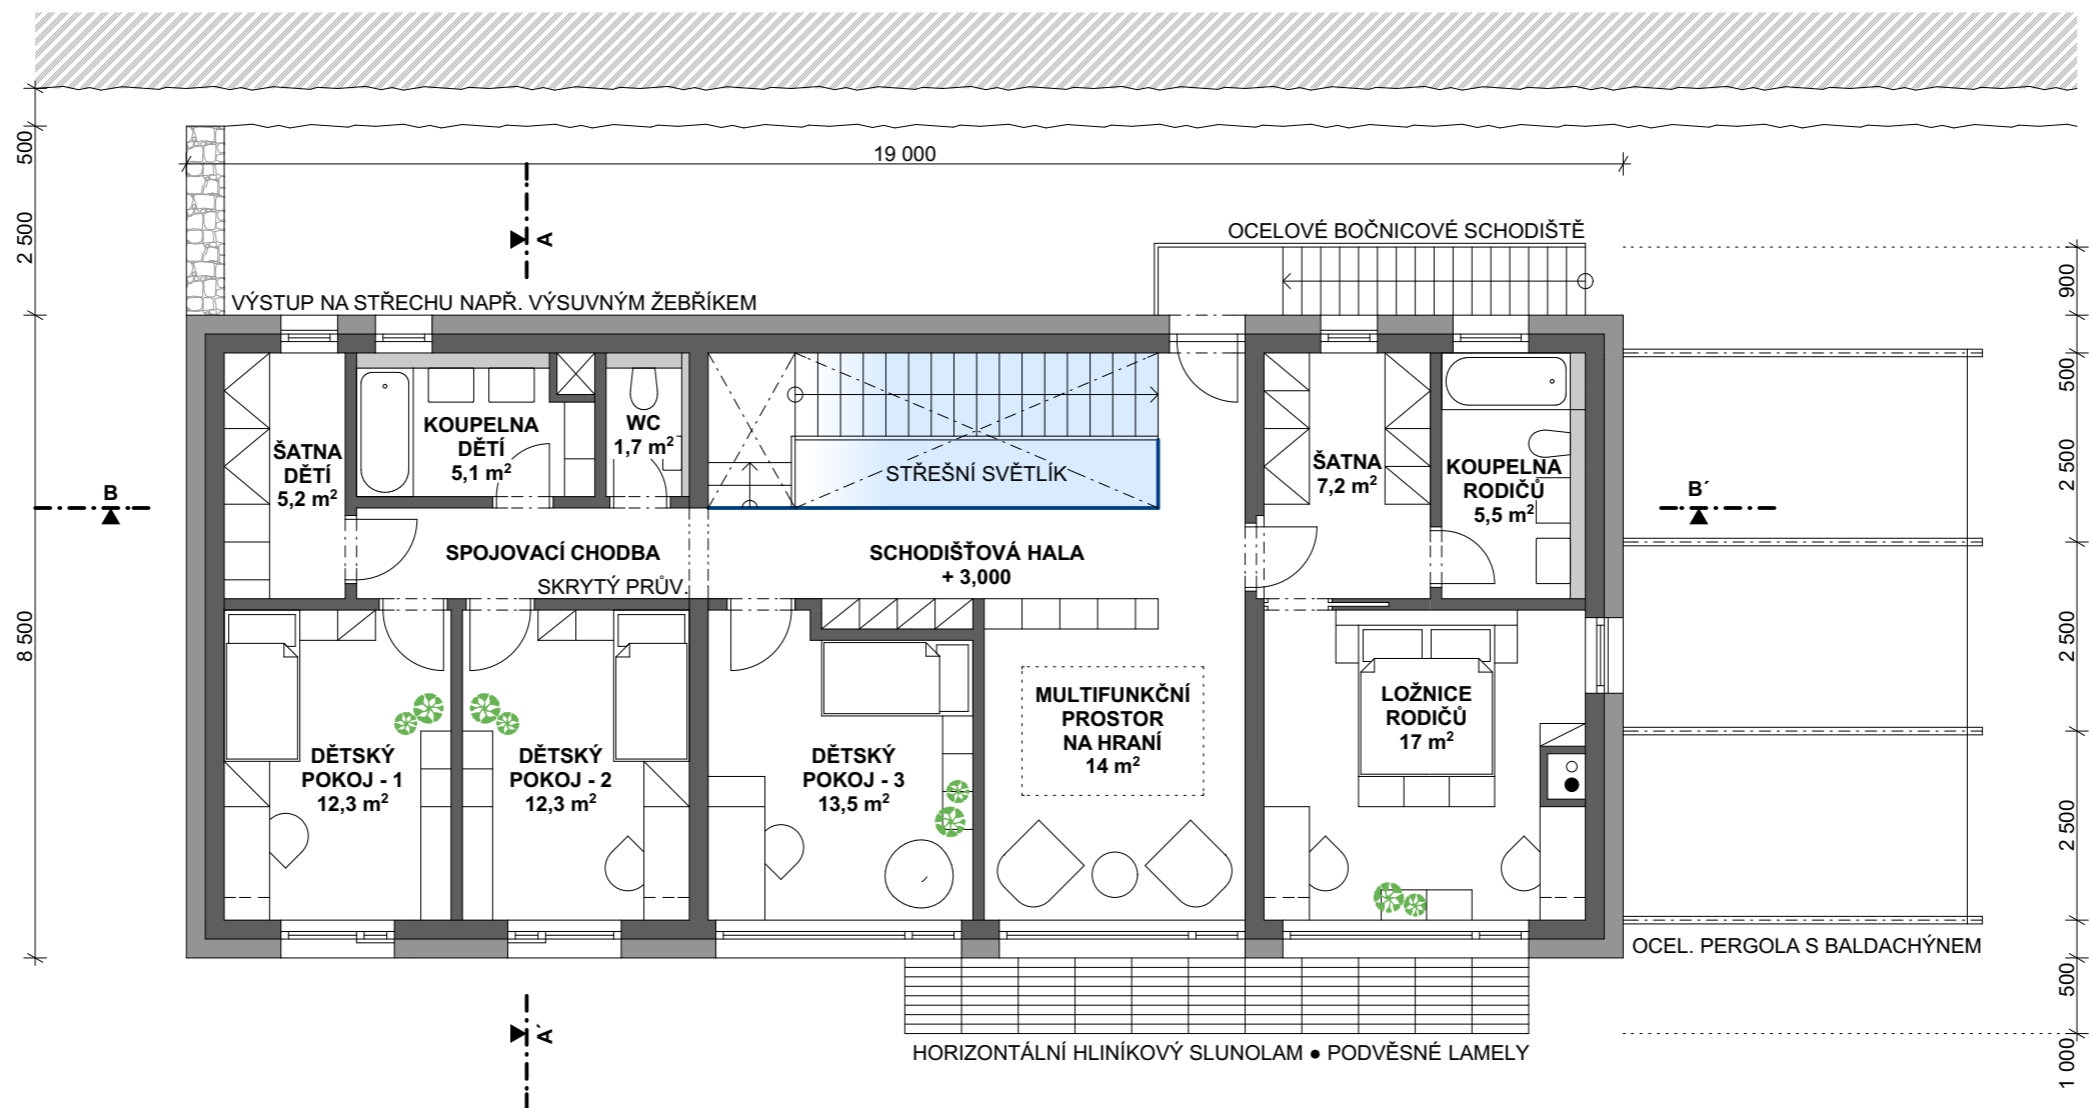 500
2 500
8 500
19 000
A
OCELOVÉ BOČNICOVÉ SCHODIŠTĚ
VÝSTUP NA STŘECHU NAPŘ. VÝSUVNÝM ŽEBŘÍKEM
900
500
2 500
2 500
2 500
500
1 000
ŠATNA
DĚTÍ
5,2 m²
KOUPELNA
DĚTÍ
5,1 m²
WC
1,7 m²
STŘEŠNÍ SVĚTLÍK
ŠATNA
7,2 m²
KOUPELNA
RODIČŮ
5,5 m²
B
B´
SPOJOVACÍ CHODBA
SKRYTÝ PRŮV.
SCHODIŠŤOVÁ HALA
+ 3,000
DĚTSKÝ
POKOJ - 1
12,3 m²
DĚTSKÝ
POKOJ - 2
12,3 m²
DĚTSKÝ
POKOJ - 3
13,5 m²
MULTIFUNKČNÍ
PROSTOR
NA HRANÍ
14 m²
LOŽNICE
RODIČŮ
17 m²
OCEL. PERGOLA S BALDACHÝNEM
A´
HORIZONTÁLNÍ HLINÍKOVÝ SLUNOLAM ● PODVĚSNÉ LAMELY